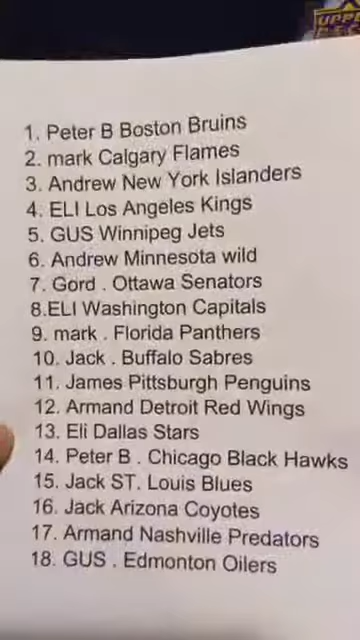 UPPER
1. Peter B Boston Bruins
2. mark Calgary Flames
3. Andrew New York Islanders
4. ELI Los Angeles Kings
5. GUS Winnipeg Jets
6. Andrew Minnesota wild
7. Gord . Ottawa Senators
8.ELI Washington Capitals
9. mark . Florida Panthers
10. Jack . Buffalo Sabres
11. James Pittsburgh Penguins
12. Armand Detroit Red Wings
13. Eli Dallas Stars
14. Peter B . Chicago Black Hawks
15. Jack ST. Louis Blues
16. Jack Arizona Coyotes
17. Armand Nashville Predators
18. GUS . Edmonton Oilers